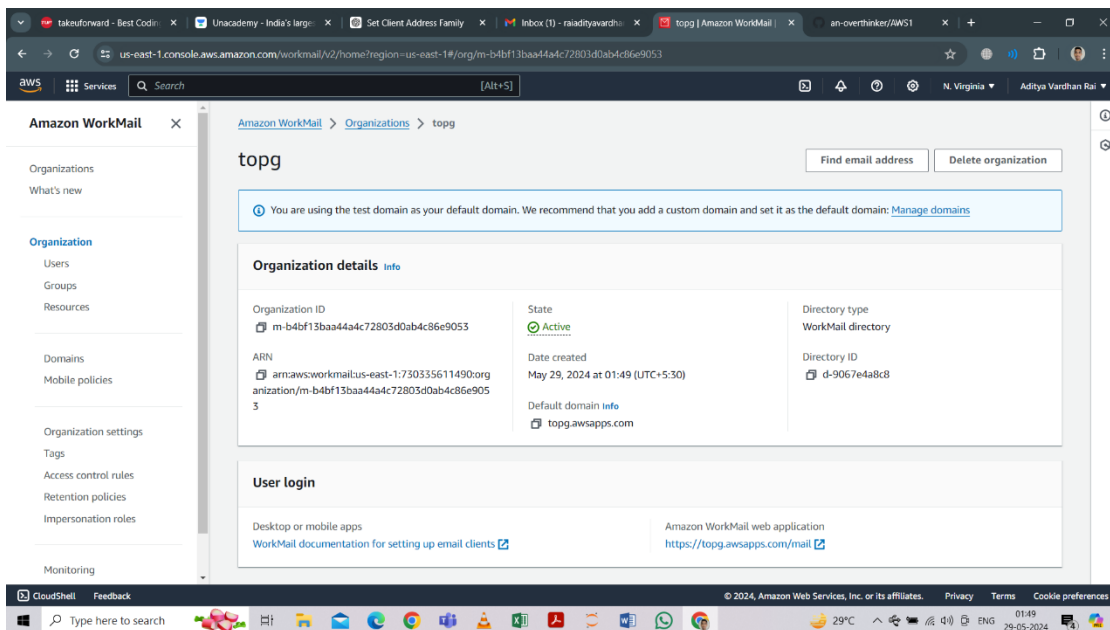 takeuforward - Best Codin
Unacademy - India's large
Set Client Address Family
Inbox (1) - raiadityavardha
topg | Amazon WorkMail |
an-overthinker/AWS1
us-east-1.console.aws.amazon.com/workmail/v2/home?region=us-east-1#/org/m-b4bf13baa44a4c72803d0ab4c86e9053
aws
Services
Search
[Alt+S]
N. Virginia
Aditya Vardhan Rai
Amazon WorkMail
Organizations
What's new
Organization
Users
Groups
Resources
Domains
Mobile policies
Organization settings
Tags
Access control rules
Retention policies
Impersonation roles
Monitoring
Amazon WorkMail > Organizations > topg
topg
Find email address
Delete organization
You are using the test domain as your default domain. We recommend that you add a custom domain and set it as the default domain: Manage domains
Organization details Info
Organization ID
m-b4bf13baa44a4c72803d0ab4c86e9053
ARN
arn:aws:workmail:us-east-1:730335611490:org
anization/m-b4bf13baa44a4c72803d0ab4c86e905
3
State
Active
Date created
May 29, 2024 at 01:49 (UTC+5:30)
Default domain Info
topg.awsapps.com
Directory type
WorkMail directory
Directory ID
d-9067e4a8c8
User login
Desktop or mobile apps
WorkMail documentation for setting up email clients
Amazon WorkMail web application
https://topg.awsapps.com/mail
CloudShell
Feedback
© 2024, Amazon Web Services, Inc. or its affiliates.
Privacy
Terms
Cookie preferences
Type here to search
29°C
ENG
01:49
29-05-2024